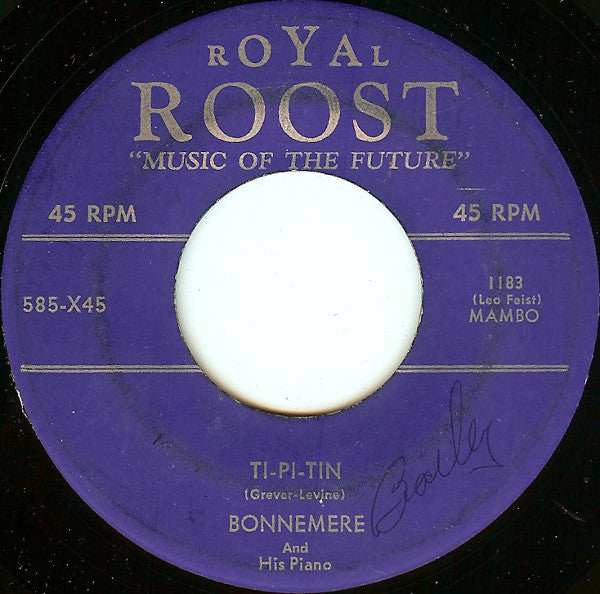 ROYAL
ROOST
"MUSIC OF THE FUTURE"
45 RPM
45 RPM
585-X45
1183
(Leo Feist)
MAMBO
TI-PI-TIN
(Grever-Levine)
BONNEMERE
And
His Piano